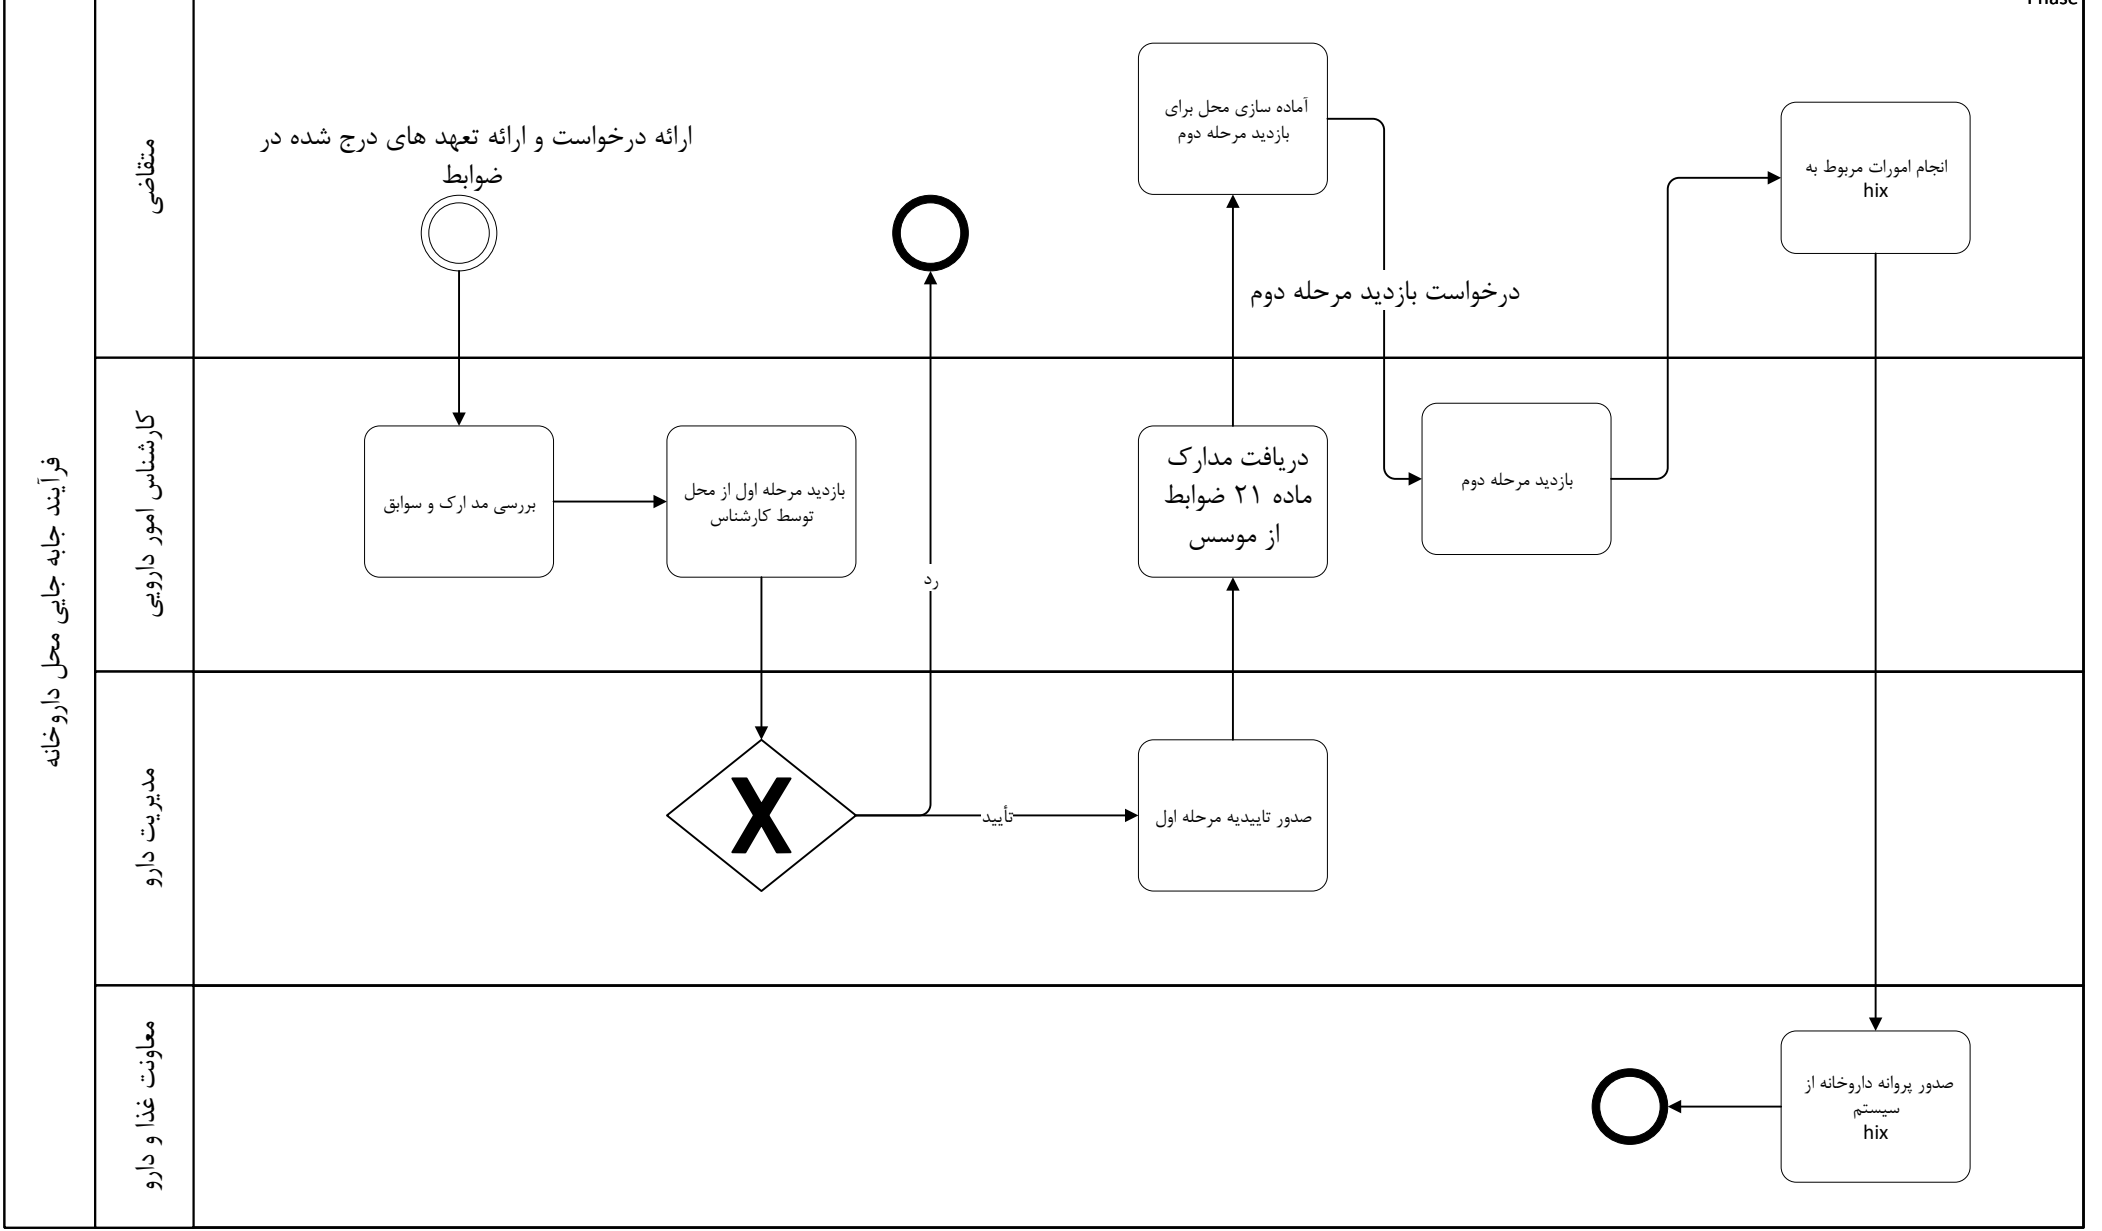 Phase
فرآیند جابه جایی محل داروخانه
متقاضی
ارائه درخواست و ارائه تعهد های درج شده در
ضوابط
آماده سازی محل برای
بازدید مرحله دوم
درخواست بازدید مرحله دوم
انجام امورات مربوط به
hix
کارشناس امور دارویی
بررسی مد ارک و سوابق
بازدید مرحله اول از محل
توسط کارشناس
رد
دریافت مدارک
ماده ۲۱ ضوابط
از موسس
بازدید مرحله دوم
مدیریت دارو
X
تأیید
صدور تاییدیه مرحله اول
معاونت غذا و دارو
صدور پروانه داروخانه از
سیستم
hix